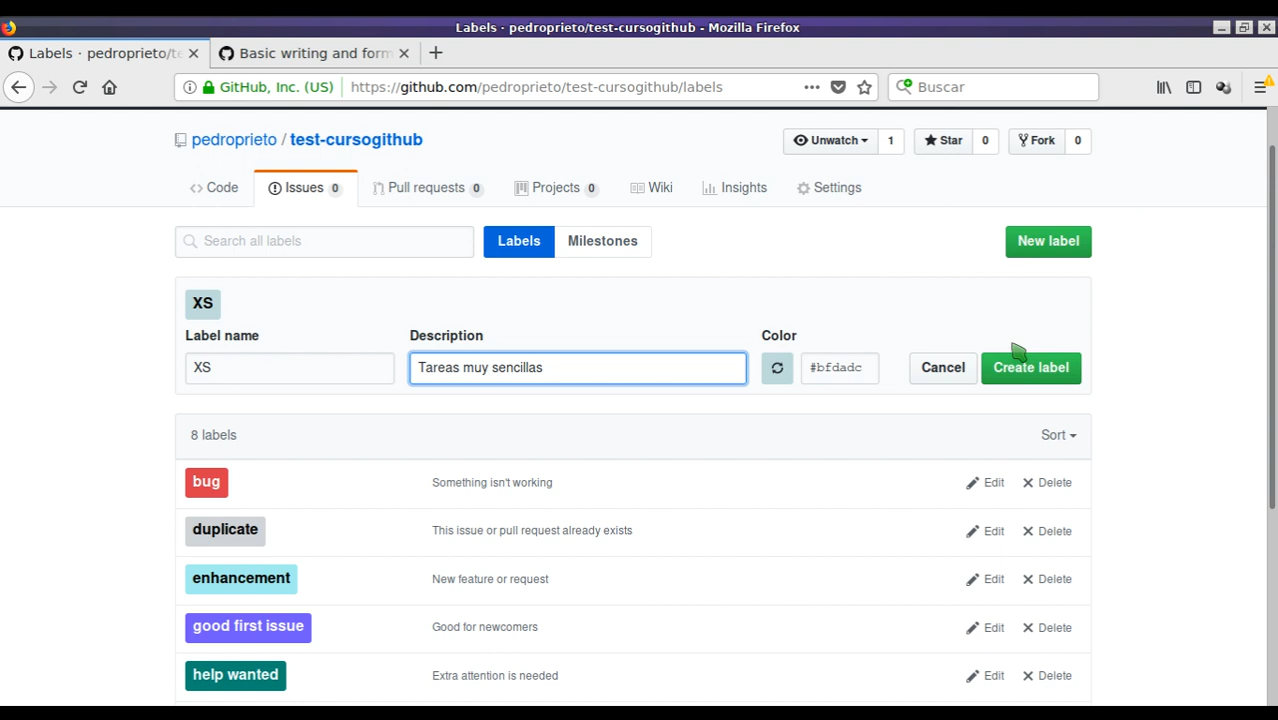 Labels · pedroprieto/test-cursogithub - Mozilla Firefox
Labels · pedroprieto/te
Basic writing and form
GitHub, Inc. (US)
https://github.com/pedroprieto/test-cursogithub/labels
Buscar
pedroprieto / test-cursogithub
Unwatch 1
Star 0
Fork 0
Code
Issues 0
Pull requests 0
Projects 0
Wiki
Insights
Settings
Search all labels
Labels
Milestones
New label
XS
Label name
Description
Color
XS
Tareas muy sencillas
#bfdadc
Cancel
Create label
8 labels
Sort
bug
Something isn't working
Edit
Delete
duplicate
This issue or pull request already exists
Edit
Delete
enhancement
New feature or request
Edit
Delete
good first issue
Good for newcomers
Edit
Delete
help wanted
Extra attention is needed
Edit
Delete